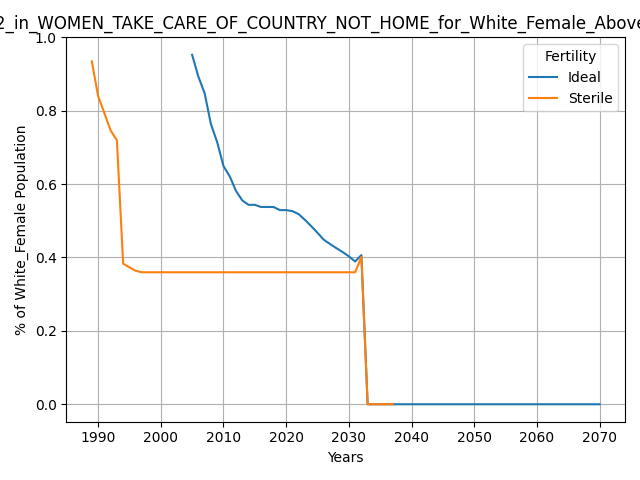 2_in_WOMEN_TAKE_CARE_OF_COUNTRY_NOT_HOME_for_White_Female_Above
1.0
Fertility
Ideal
Sterile
0.8
0.6
0.4
0.2
0.0
% of White_Female Population
1990 2000 2010 2020 2030 2040 2050 2060 2070
Years